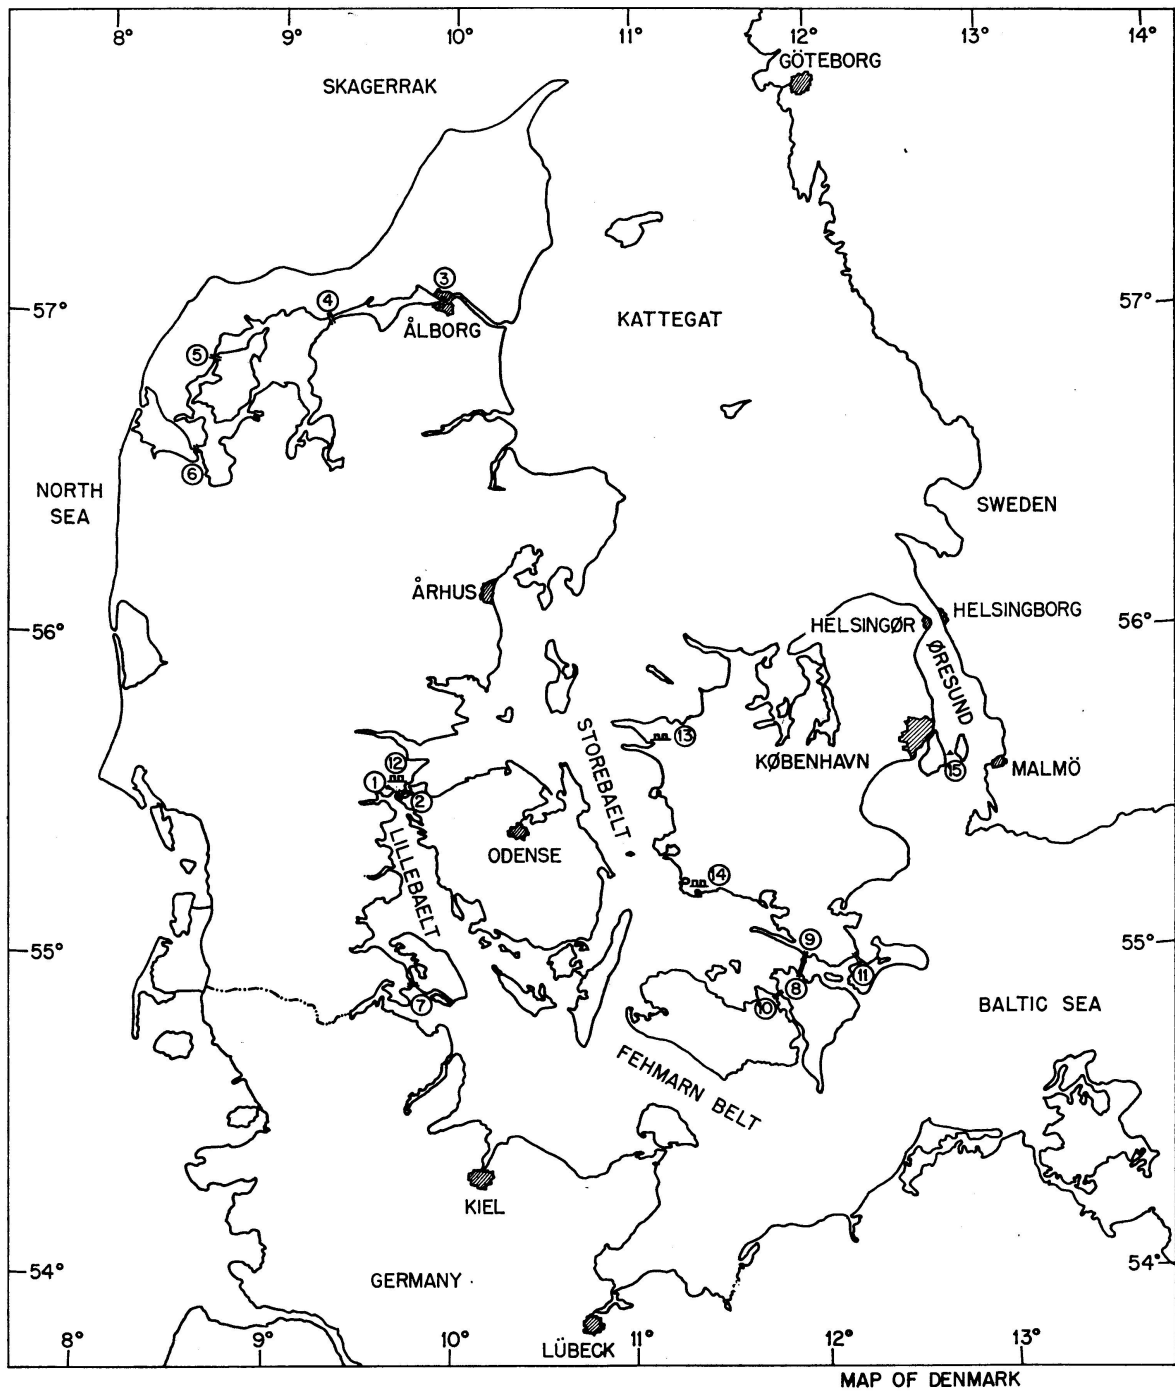 8° 9° 10° 11° 12° 13° 14°
GÖTEBORG
SKAGERRAK
3
57° 4 KATTEGAT 57°
ÅLBORG
5
6
NORTH
SEA
SWEDEN
ÅRHUS
HELSINGBORG
56° HELSINGØR 56°
ØRESUND
STOREBAELT
13
KØBENHAVN
12
1
15 MALMÖ
2
ODENSE
LILLEBAELT
14
9
55° 55°
11
8
7 10
BALTIC SEA
FEHMARN BELT
KIEL
54° GERMANY 54°
8° 9° 10° LÜBECK 11° 12° 13°
MAP OF DENMARK